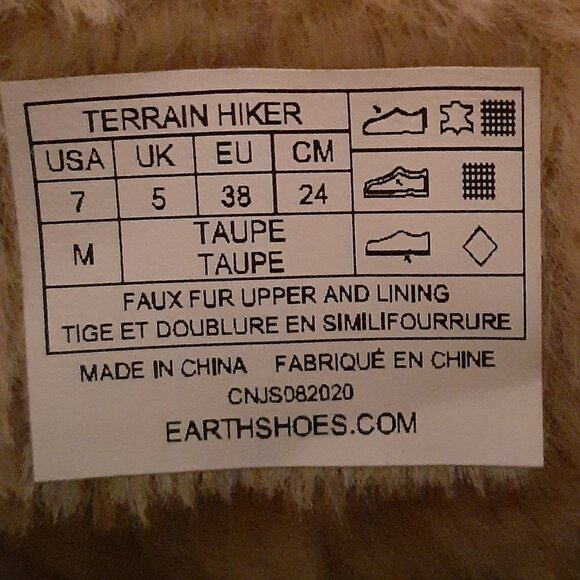 TERRAIN HIKER
USA UK EU CM
7 5 38 24
M TAUPE
TAUPE
FAUX FUR UPPER AND LINING
TIGE ET DOUBLURE EN SIMILIFOURRURE
MADE IN CHINA FABRIQUÉ EN CHINE
CNJS082020
EARTHSHOES.COM